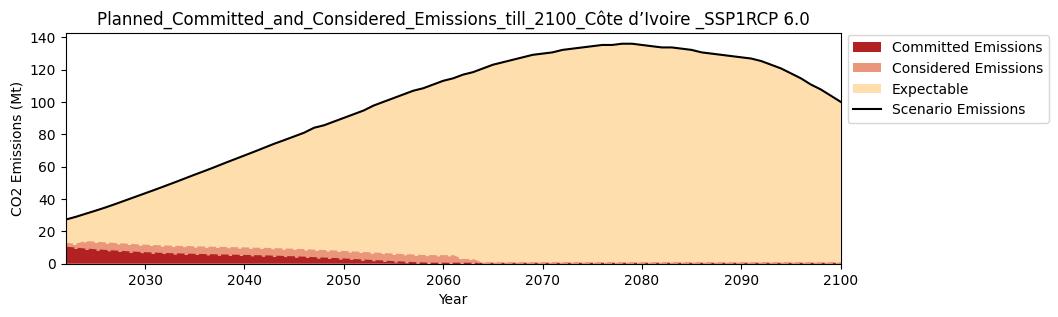 Planned_Committed_and_Considered_Emissions_till_2100_Côte d’Ivoire _SSP1RCP 6.0
CO2 Emissions (Mt)
140
120
100
80
60
40
20
0
2030
2040
2050
2060
2070
2080
2090
2100
Year
Committed Emissions
Considered Emissions
Expectable
Scenario Emissions